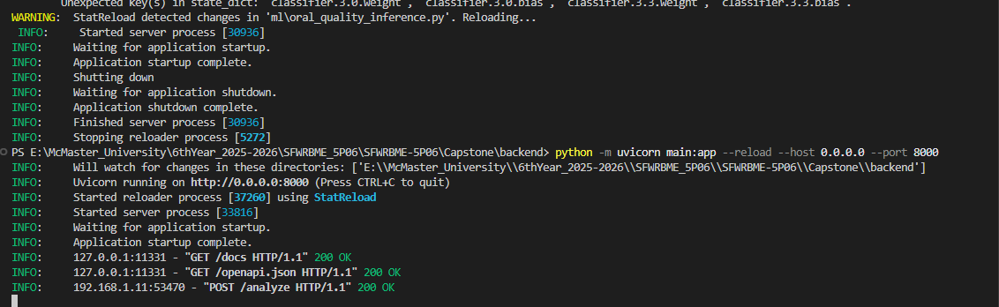 Unexpected key(s) in state_dict: "classifier.3.0.weight", "classifier.3.0.bias", "classifier.3.3.weight", "classifier.3.3.bias".
WARNING:  StatReload detected changes in 'ml\oral_quality_inference.py'. Reloading...
INFO:     Started server process [30936]
INFO:     Waiting for application startup.
INFO:     Application startup complete.
INFO:     Shutting down
INFO:     Waiting for application shutdown.
INFO:     Application shutdown complete.
INFO:     Finished server process [30936]
INFO:     Stopping reloader process [5272]
PS E:\McMaster_University\6thYear_2025-2026\SFWRBME_5P06\SFWRBME-5P06\Capstone\backend> python -m uvicorn main:app --reload --host 0.0.0.0 --port 8000
INFO:     Will watch for changes in these directories: ['E:\\McMaster_University\\6thYear_2025-2026\\SFWRBME_5P06\\SFWRBME-5P06\\Capstone\\backend']
INFO:     Uvicorn running on http://0.0.0.0:8000 (Press CTRL+C to quit)
INFO:     Started reloader process [37260] using StatReload
INFO:     Started server process [33816]
INFO:     Waiting for application startup.
INFO:     Application startup complete.
INFO:     127.0.0.1:11331 - "GET /docs HTTP/1.1" 200 OK
INFO:     127.0.0.1:11331 - "GET /openapi.json HTTP/1.1" 200 OK
INFO:     192.168.1.11:53470 - "POST /analyze HTTP/1.1" 200 OK